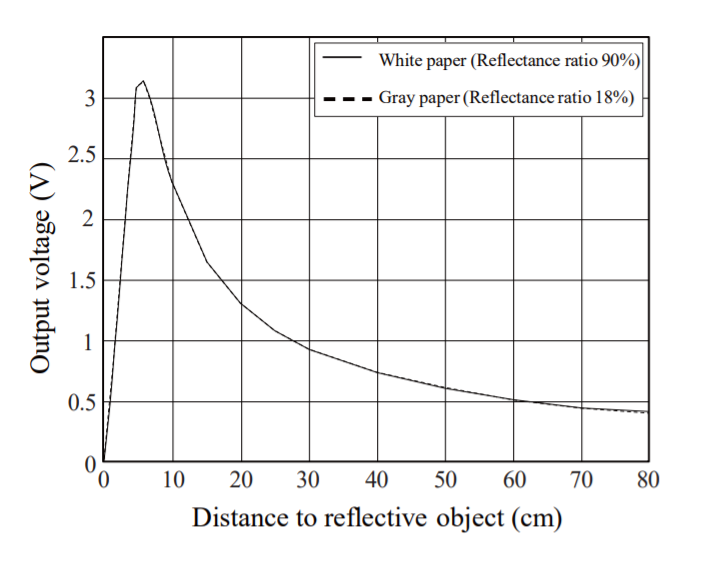 White paper (Reflectance ratio 90%)
Gray paper (Reflectance ratio 18%)
3
2.5
2
1.5
1
0.5
0
Output voltage (V)
0 10 20 30 40 50 60 70 80
Distance to reflective object (cm)